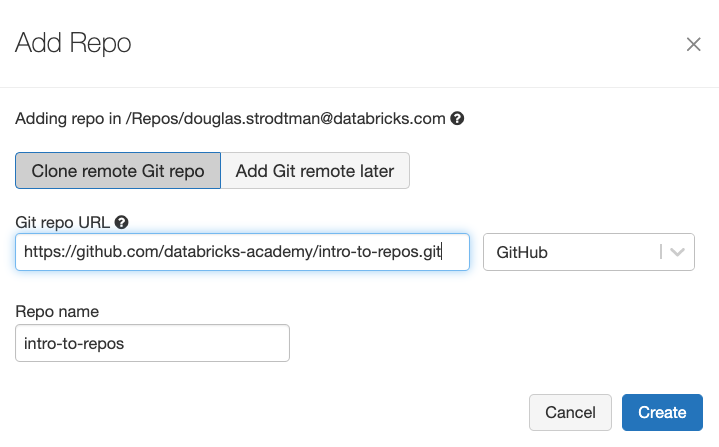 Add Repo
Adding repo in /Repos/douglas.strodtman@databricks.com
Clone remote Git repo
Add Git remote later
Git repo URL
https://github.com/databricks-academy/intro-to-repos.git
GitHub
Repo name
intro-to-repos
Cancel
Create